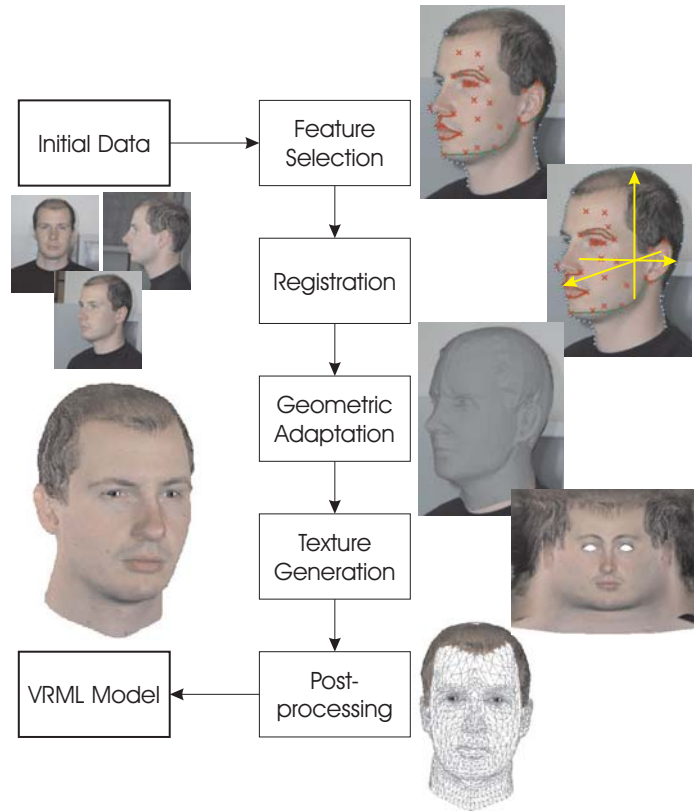 Initial Data
Feature
Selection
Registration
Geometric
Adaptation
Texture
Generation
Post-
processing
VRML Model